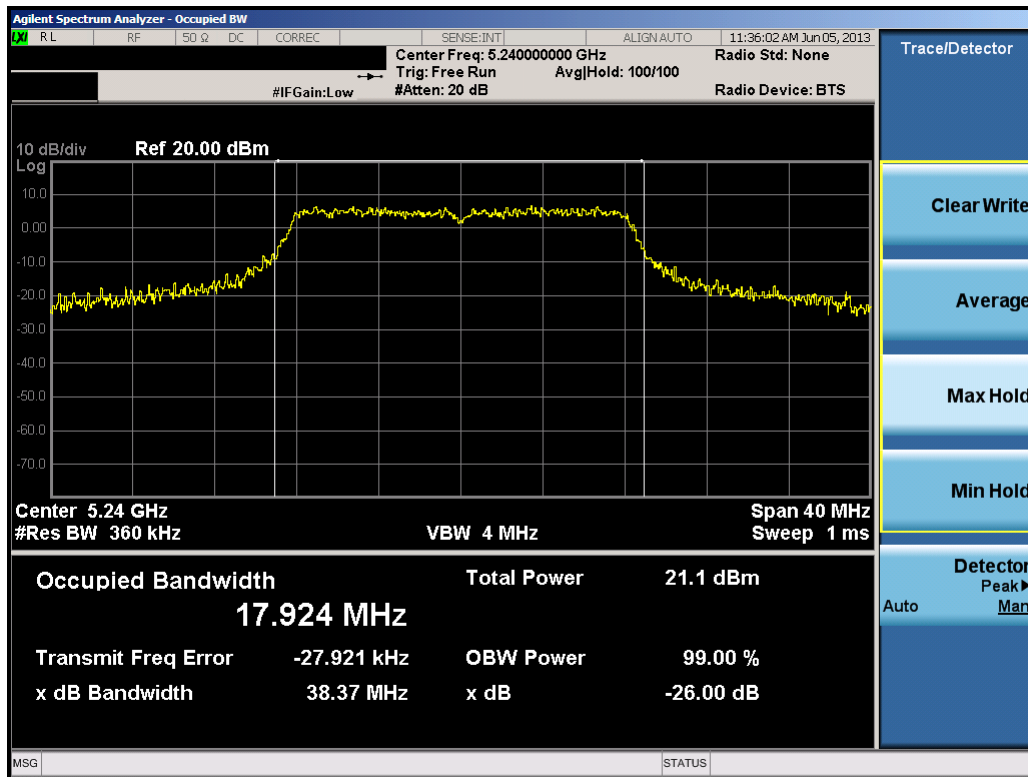 Agilent Spectrum Analyzer - Occupied BW
LXI RL RF 50 Ω DC CORREC SENSE:INT ALIGN AUTO 11:36:02 AM Jun 05, 2013
Center Freq: 5.240000000 GHz Radio Std: None
Trig: Free Run Avg|Hold: 100/100
#IFGain:Low #Atten: 20 dB Radio Device: BTS
10 dB/div Ref 20.00 dBm
Log
10.0
0.00
-10.0
-20.0
-30.0
-40.0
-50.0
-60.0
-70.0
Center 5.24 GHz Span 40 MHz
#Res BW 360 kHz VBW 4 MHz Sweep 1 ms
Occupied Bandwidth Total Power 21.1 dBm
17.924 MHz
Transmit Freq Error -27.921 kHz OBW Power 99.00 %
x dB Bandwidth 38.37 MHz x dB -26.00 dB
MSG STATUS
Trace/Detector
Clear Write
Average
Max Hold
Min Hold
Detector
Peak
Auto Man